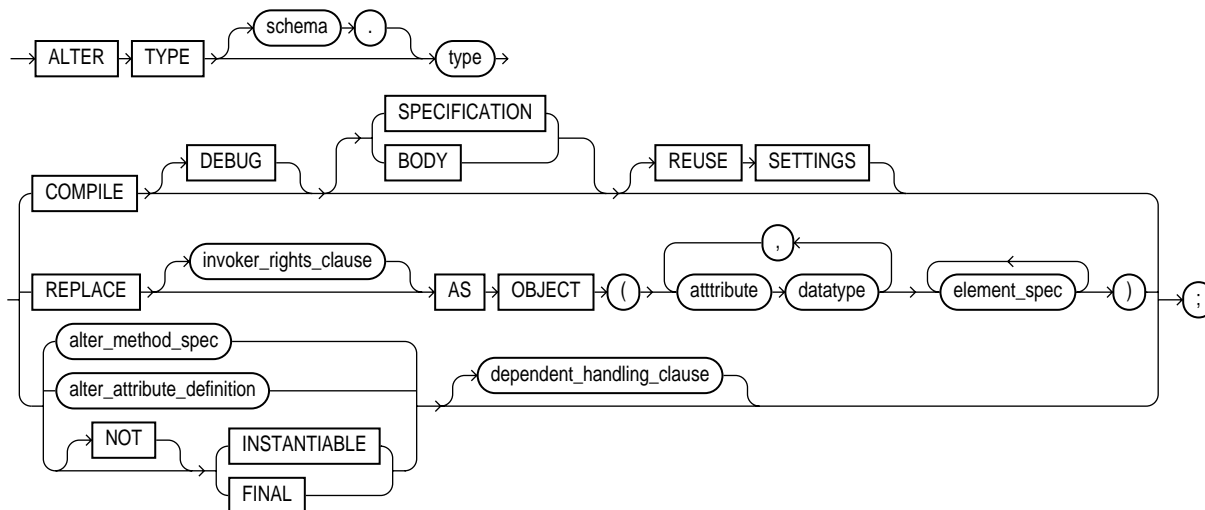 schema .
ALTER TYPE type
SPECIFICATION
DEBUG BODY REUSE SETTINGS
COMPILE
invoker_rights_clause ,
REPLACE AS OBJECT ( atttribute datatype element_spec ) ;
alter_method_spec
dependent_handling_clause
alter_attribute_definition
NOT INSTANTIABLE
FINAL